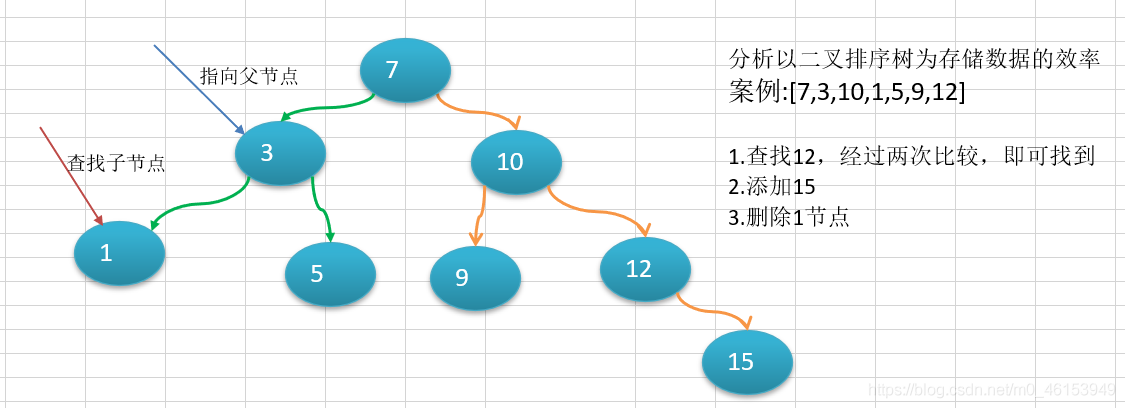 分析以二叉排序树为存储数据的效率
案例:[7,3,10,1,5,9,12]
1.查找12，经过两次比较，即可找到
2.添加15
3.删除1节点
指向父节点
查找子节点
7
3
10
1
5
9
12
15
https://blog.csdn.net/m0_46153949